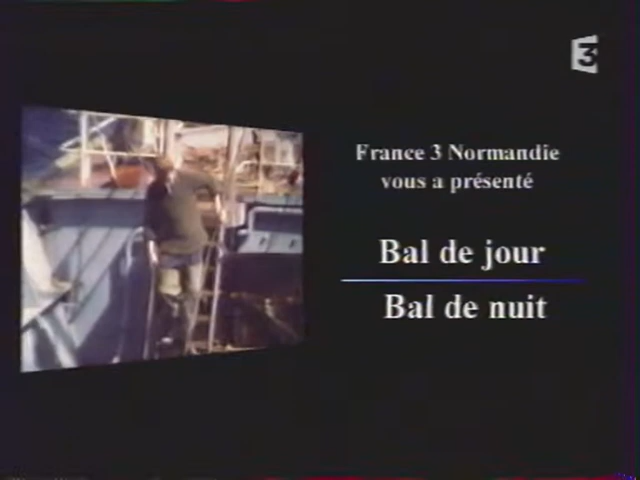 3
France 3 Normandie
vous a présenté
Bal de jour
Bal de nuit